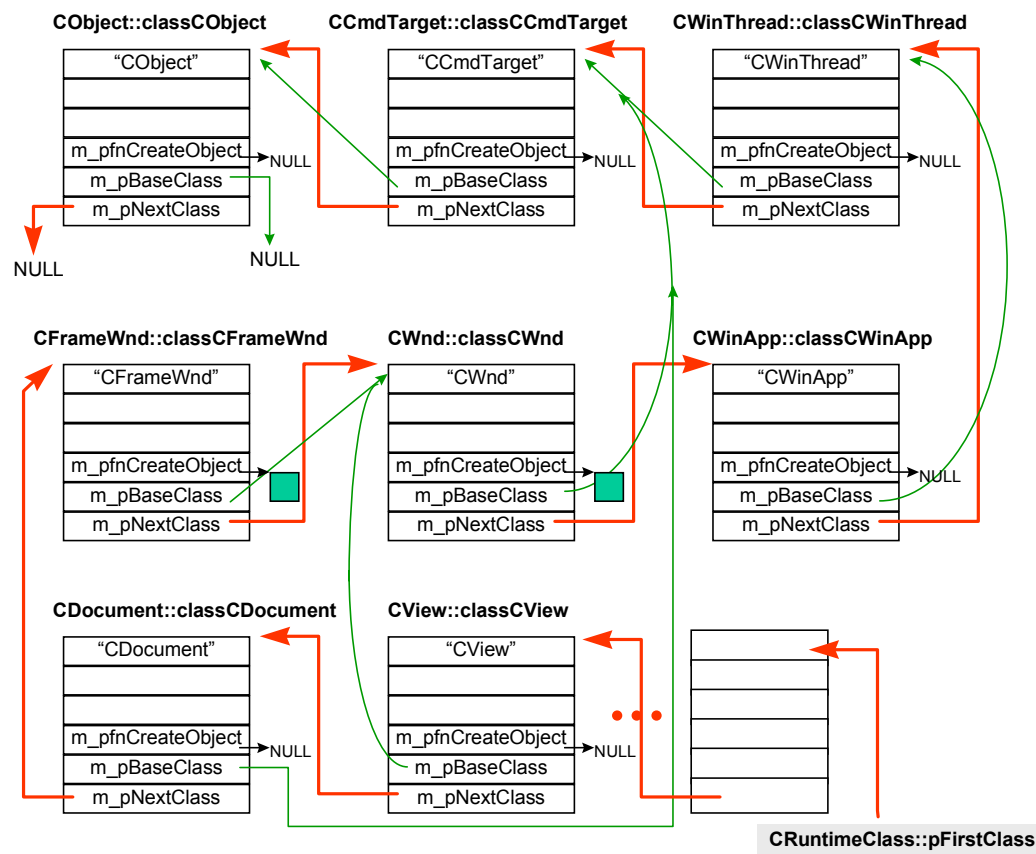 CObject::classCObject
“CObject”
m_pfnCreateObject
NULL
m_pBaseClass
m_pNextClass
NULL
NULL
CCmdTarget::classCCmdTarget
“CCmdTarget”
m_pfnCreateObject
NULL
m_pBaseClass
m_pNextClass
CWinThread::classCWinThread
“CWinThread”
m_pfnCreateObject
NULL
m_pBaseClass
m_pNextClass
CFrameWnd::classCFrameWnd
“CFrameWnd”
m_pfnCreateObject
m_pBaseClass
m_pNextClass
CWnd::classCWnd
“CWnd”
m_pfnCreateObject
m_pBaseClass
m_pNextClass
CWinApp::classCWinApp
“CWinApp”
m_pfnCreateObject
NULL
m_pBaseClass
m_pNextClass
CDocument::classCDocument
“CDocument”
m_pfnCreateObject
NULL
m_pBaseClass
m_pNextClass
CView::classCView
“CView”
m_pfnCreateObject
NULL
m_pBaseClass
m_pNextClass
CRuntimeClass::pFirstClass